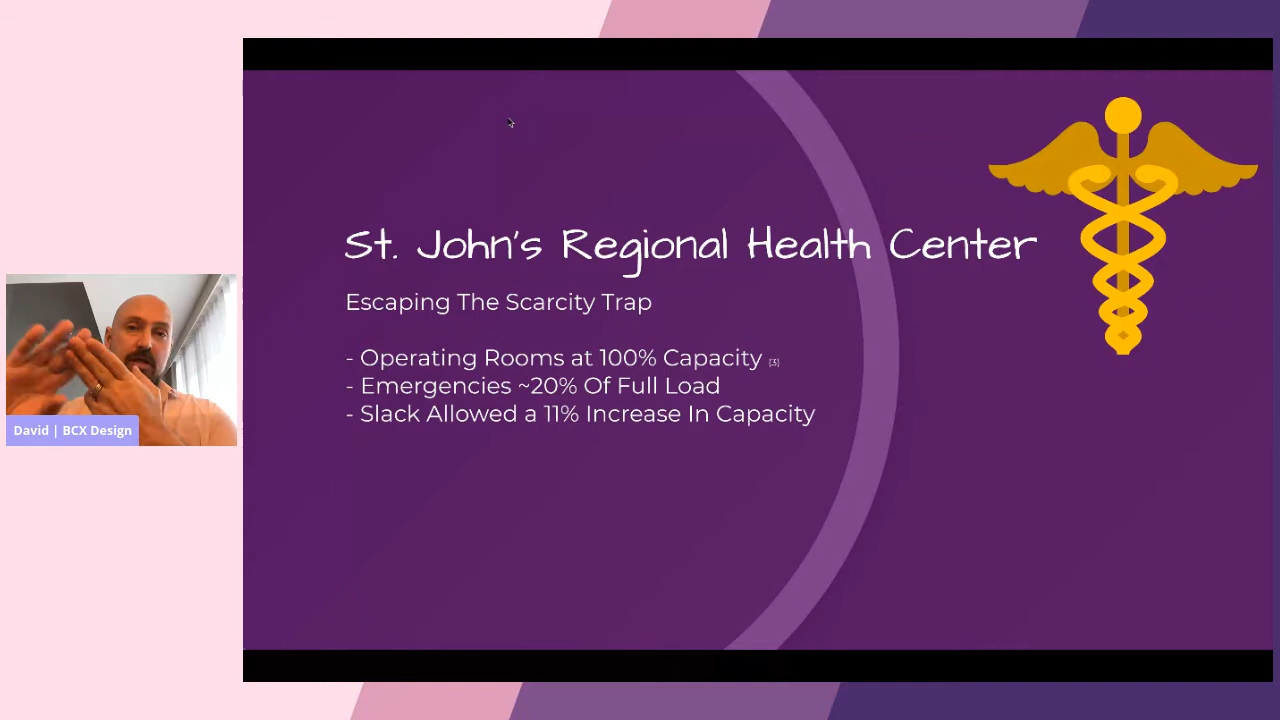 St. John's Regional Health Center
Escaping The Scarcity Trap
- Operating Rooms at 100% Capacity [3]
- Emergencies ~20% Of Full Load
- Slack Allowed a 11% Increase In Capacity
David | BCX Design